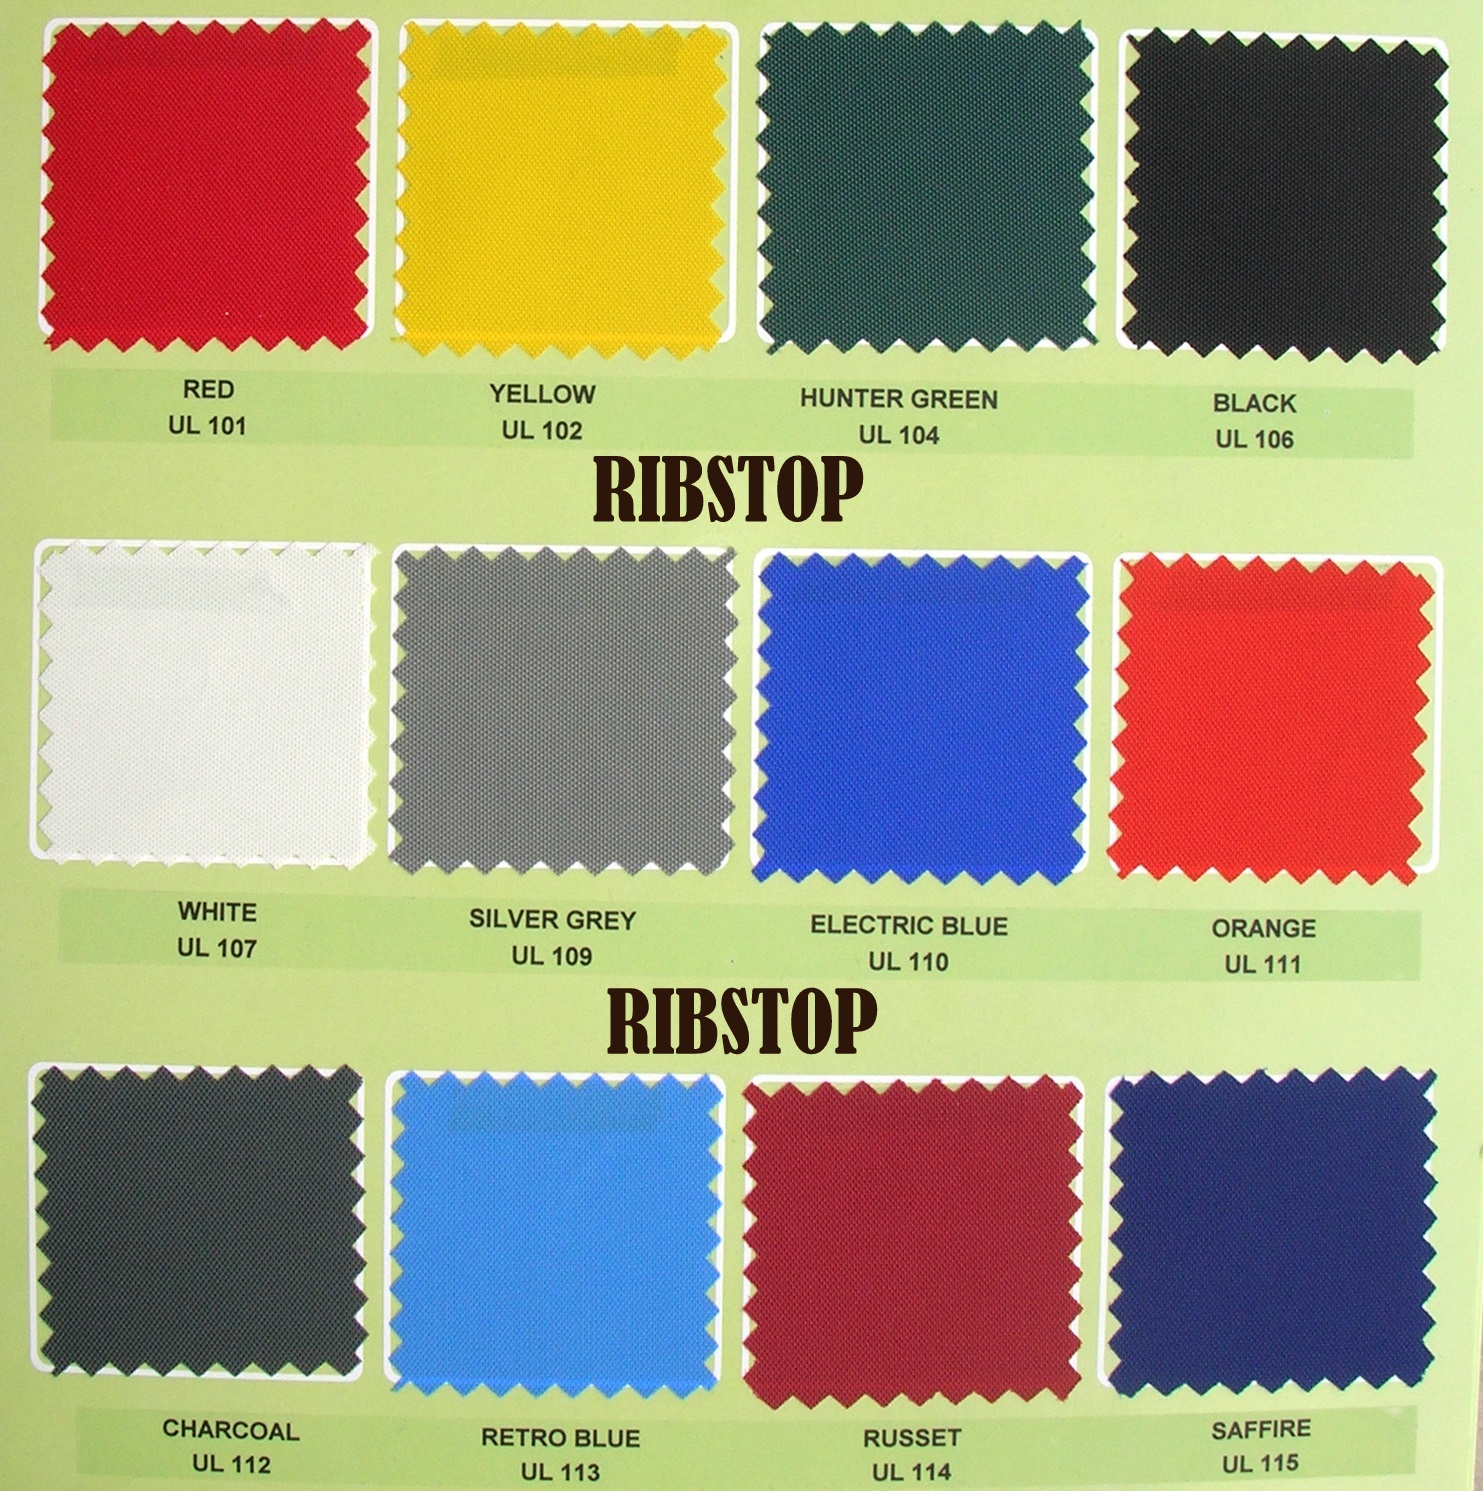 RED YELLOW HUNTER GREEN BLACK
UL 101 UL 102 UL 104 UL 106
RIBSTOP
WHITE SILVER GREY ELECTRIC BLUE ORANGE
UL 107 UL 109 UL 110 UL 111
RIBSTOP
CHARCOAL RETRO BLUE RUSSET SAFFIRE
UL 112 UL 113 UL 114 UL 115